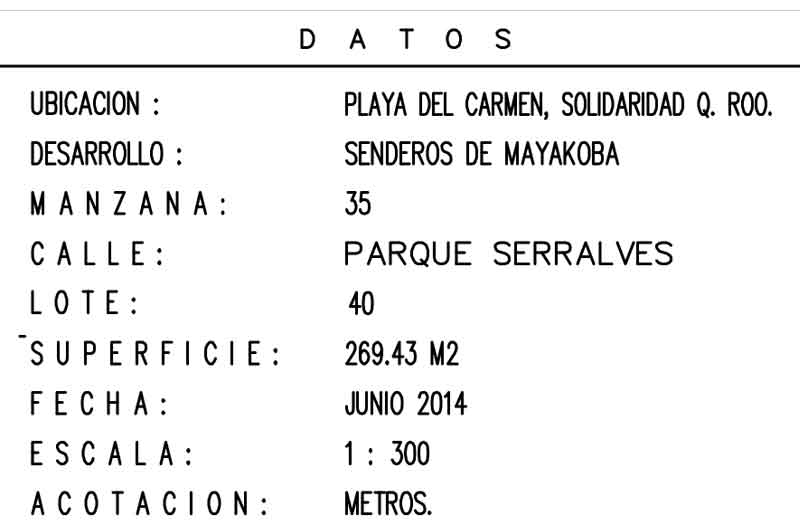 DATOS
UBICACION : PLAYA DEL CARMEN, SOLIDARIDAD Q. ROO.
DESARROLLO : SENDEROS DE MAYAKOBA
MANZANA: 35
CALLE: PARQUE SERRALVES
LOTE: 40
SUPERFICIE: 269.43 M2
FECHA: JUNIO 2014
ESCALA: 1 : 300
ACOTACION: METROS.